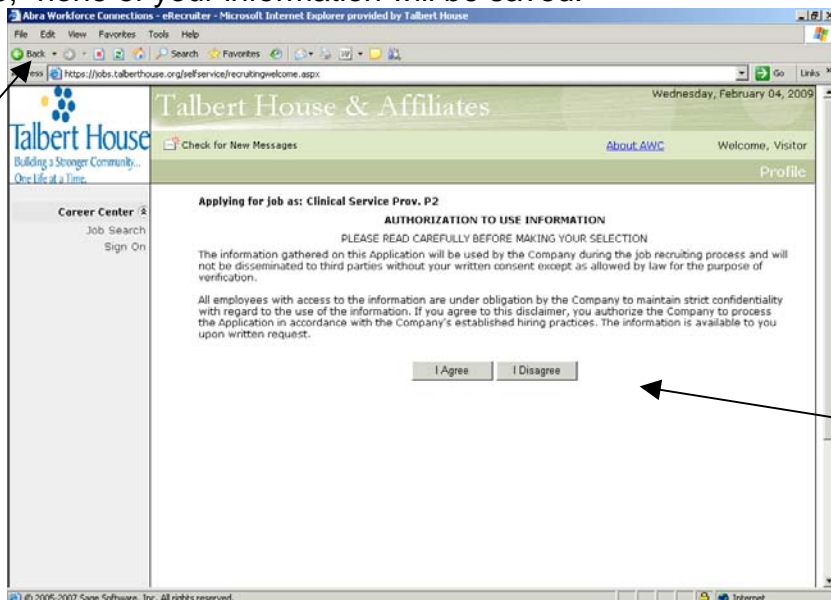 none of your information will be saved.
Abra Workforce Connections - eRecruiter - Microsoft Internet Explorer provided by Talbert House
File Edit View Favorites Tools Help
Back Search Favorites
https://jobs.talberthouse.org/selfservice/recruitingwelcome.aspx Go Links
Talbert House
Building a Stronger Community...
One Life at a Time.
Talbert House & Affiliates
Wednesday, February 04, 2009
Check for New Messages About AWC Welcome, Visitor
Profile
Career Center
Job Search
Sign On
Applying for job as: Clinical Service Prov. P2
AUTHORIZATION TO USE INFORMATION
PLEASE READ CAREFULLY BEFORE MAKING YOUR SELECTION
The information gathered on this Application will be used by the Company during the job recruiting process and will
not be disseminated to third parties without your written consent except as allowed by law for the purpose of
verification.
All employees with access to the information are under obligation by the Company to maintain strict confidentiality
with regard to the use of the information. If you agree to this disclaimer, you authorize the Company to process
the Application in accordance with the Company's established hiring practices. The information is available to you
upon written request.
I Agree I Disagree
© 2005-2007 Sage Software, Inc. All rights reserved. Internet